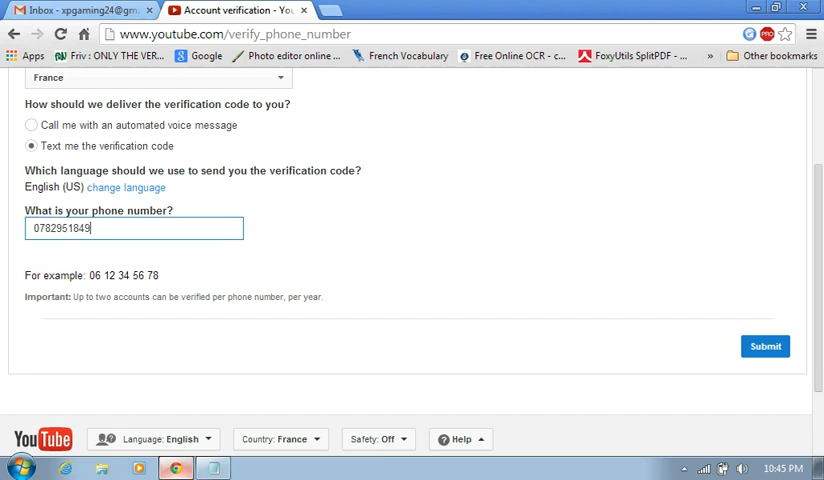 Inbox - xpgaming24@gma
Account verification - You
www.youtube.com/verify_phone_number
Apps
Friv : ONLY THE VER...
Google
Photo editor online ...
French Vocabulary
Free Online OCR - c...
FoxyUtils SplitPDF - ...
»
Other bookmarks
France
How should we deliver the verification code to you?
Call me with an automated voice message
Text me the verification code
Which language should we use to send you the verification code?
English (US) change language
What is your phone number?
0782951849
For example: 06 12 34 56 78
Important: Up to two accounts can be verified per phone number, per year.
Submit
YouTube
Language: English
Country: France
Safety: Off
Help
10:45 PM